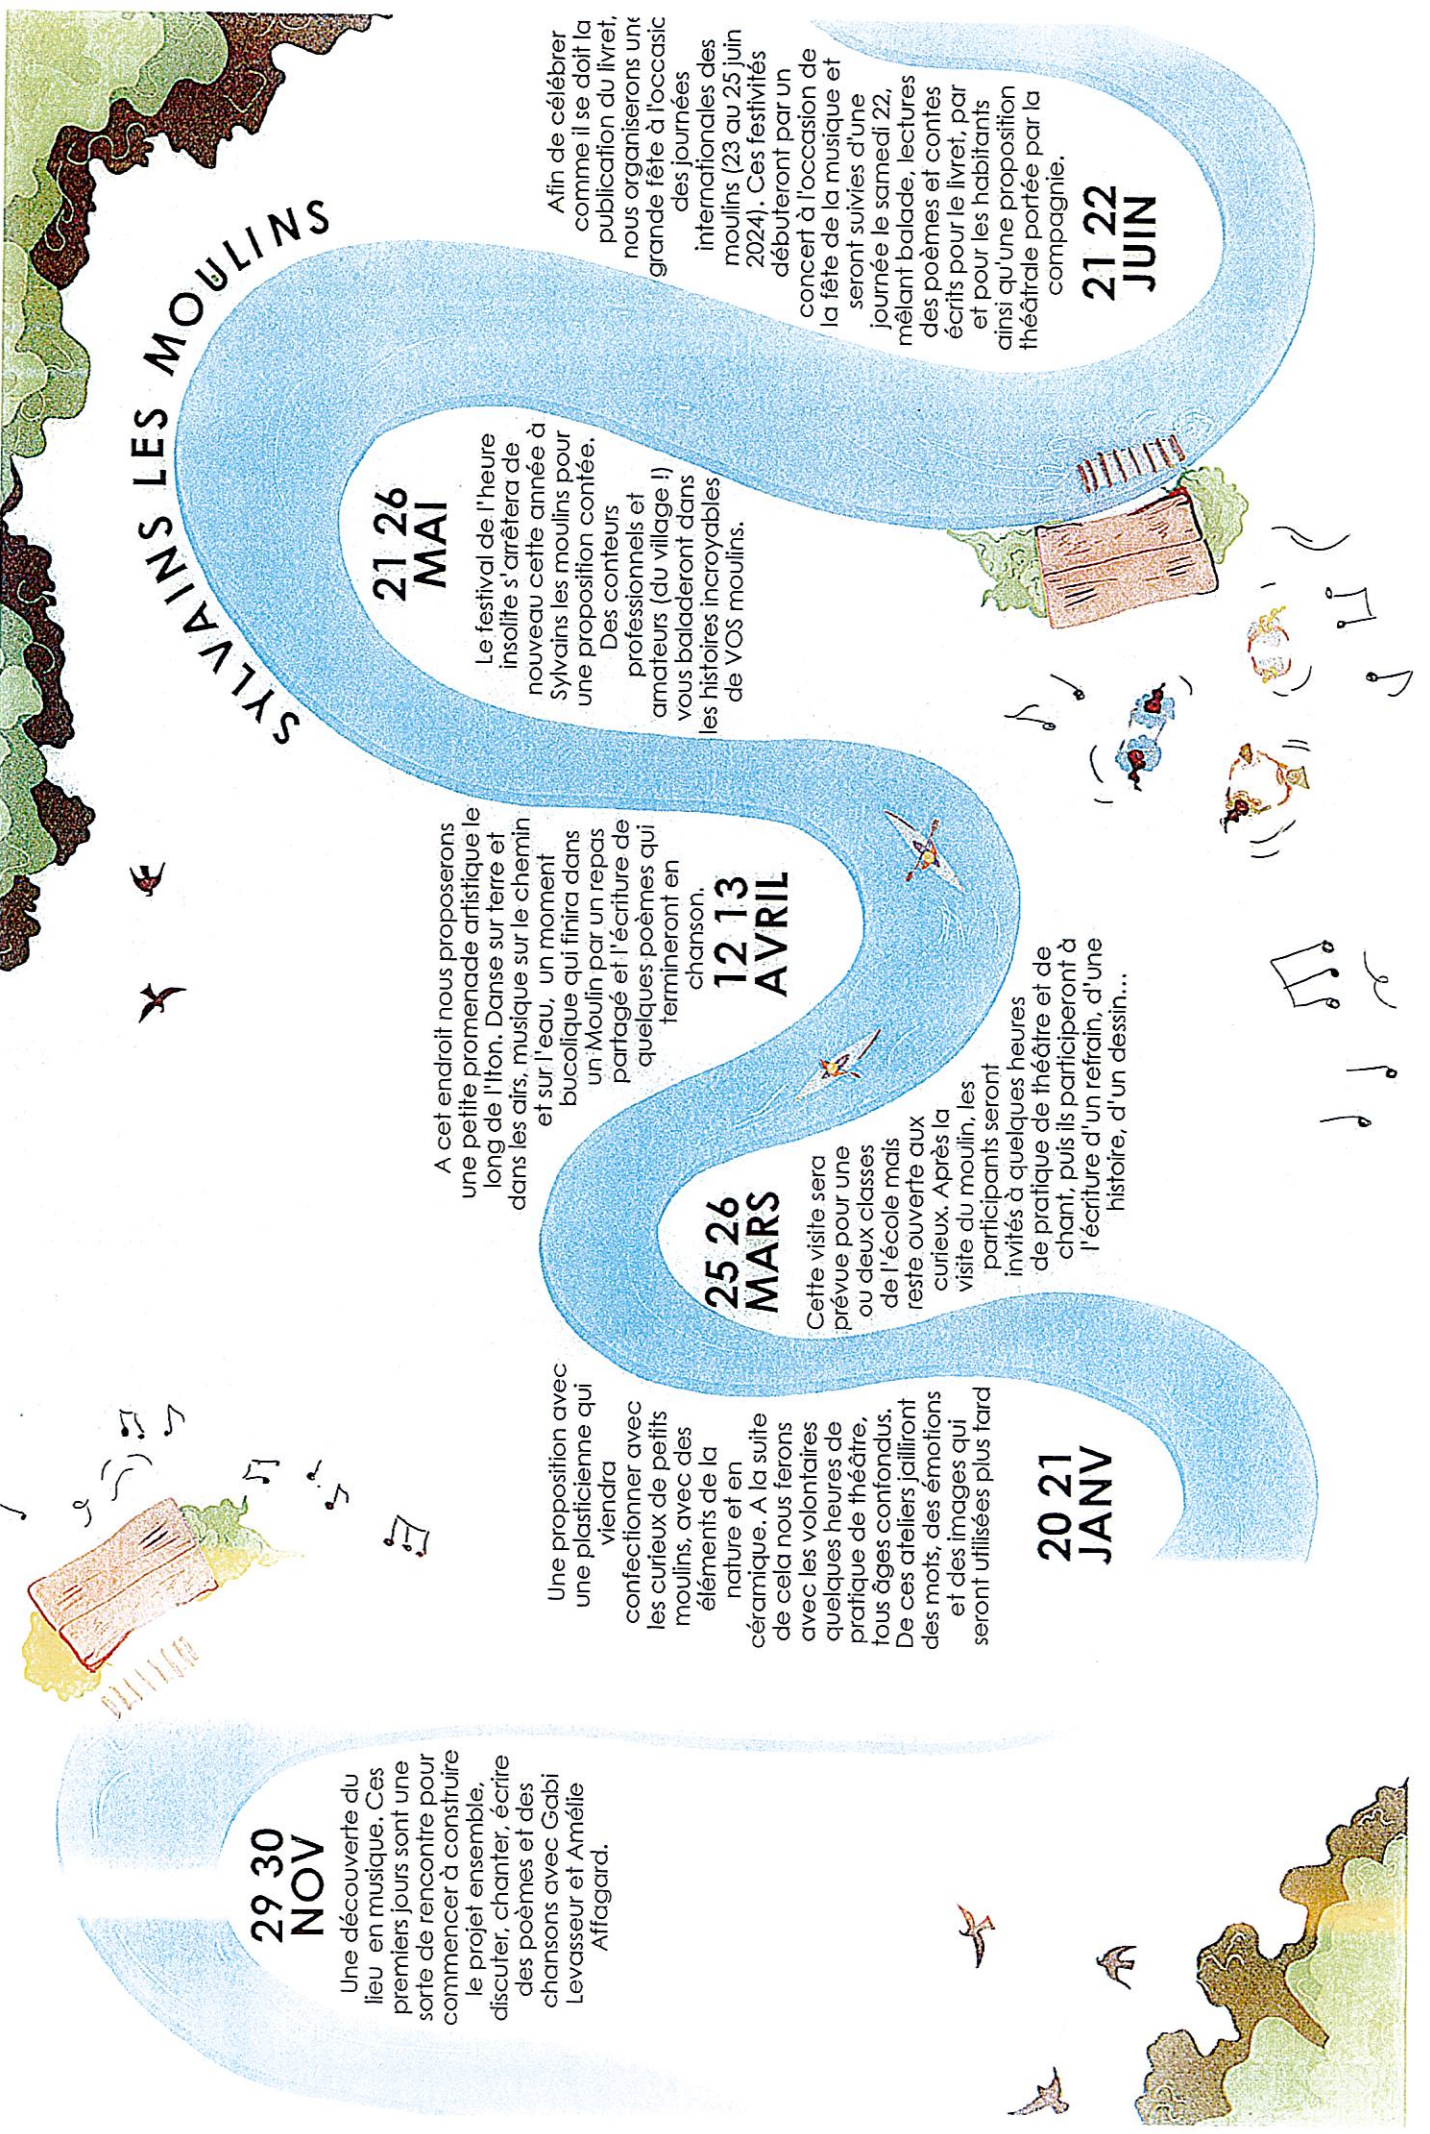 SYLVAINS LES MOULINS
29 30
NOV
Une découverte du
lieu en musique. Ces
premiers jours sont une
sorte de rencontre pour
commencer à construire
le projet ensemble,
discuter, chanter, écrire
des poèmes et des
chansons avec Gabi
Levasseur et Amélie
Affagard.
Une proposition avec
une plasticienne qui
viendra
confectionner avec
les curieux de petits
moulins, avec des
éléments de la
nature et en
céramique. A la suite
de cela nous ferons
avec les volontaires
quelques heures de
pratique de théâtre,
tous âges confondus.
De ces ateliers jailliront
des mots, des émotions
et des images qui
seront utilisées plus tard
20 21
JANV
25 26
MARS
Cette visite sera
prévue pour une
ou deux classes
de l'école mais
reste ouverte aux
curieux. Après la
visite du moulin, les
participants seront
invités à quelques heures
de pratique de théâtre et de
chant, puis ils participeront à
l'écriture d'un refrain, d'une
histoire, d'un dessin...
A cet endroit nous proposerons
une petite promenade artistique le
long de l'Iton. Danse sur terre et
dans les airs, musique sur le chemin
et sur l'eau, un moment
bucolique qui finira dans
un Moulin par un repas
partagé et l'écriture de
quelques poèmes qui
termineront en
chanson.
12 13
AVRIL
21 26
MAI
Le festival de l'heure
insolite s'arrêtera de
nouveau cette année à
Sylvains les moulins pour
une proposition contée.
Des conteurs
professionnels et
amateurs (du village !)
vous baladeront dans
les histoires incroyables
de VOS moulins.
Afin de célébrer
comme il se doit la
publication du livret,
nous organiserons une
grande fête à l'occasic
des journées
internationales des
moulins (23 au 25 juin
2024). Ces festivités
débuteront par un
concert à l'occasion de
la fête de la musique et
seront suivies d'une
journée le samedi 22,
mêlant balade, lectures
des poèmes et contes
écrits pour le livret, par
et pour les habitants
ainsi qu'une proposition
théâtrale portée par la
compagnie.
21 22
JUIN